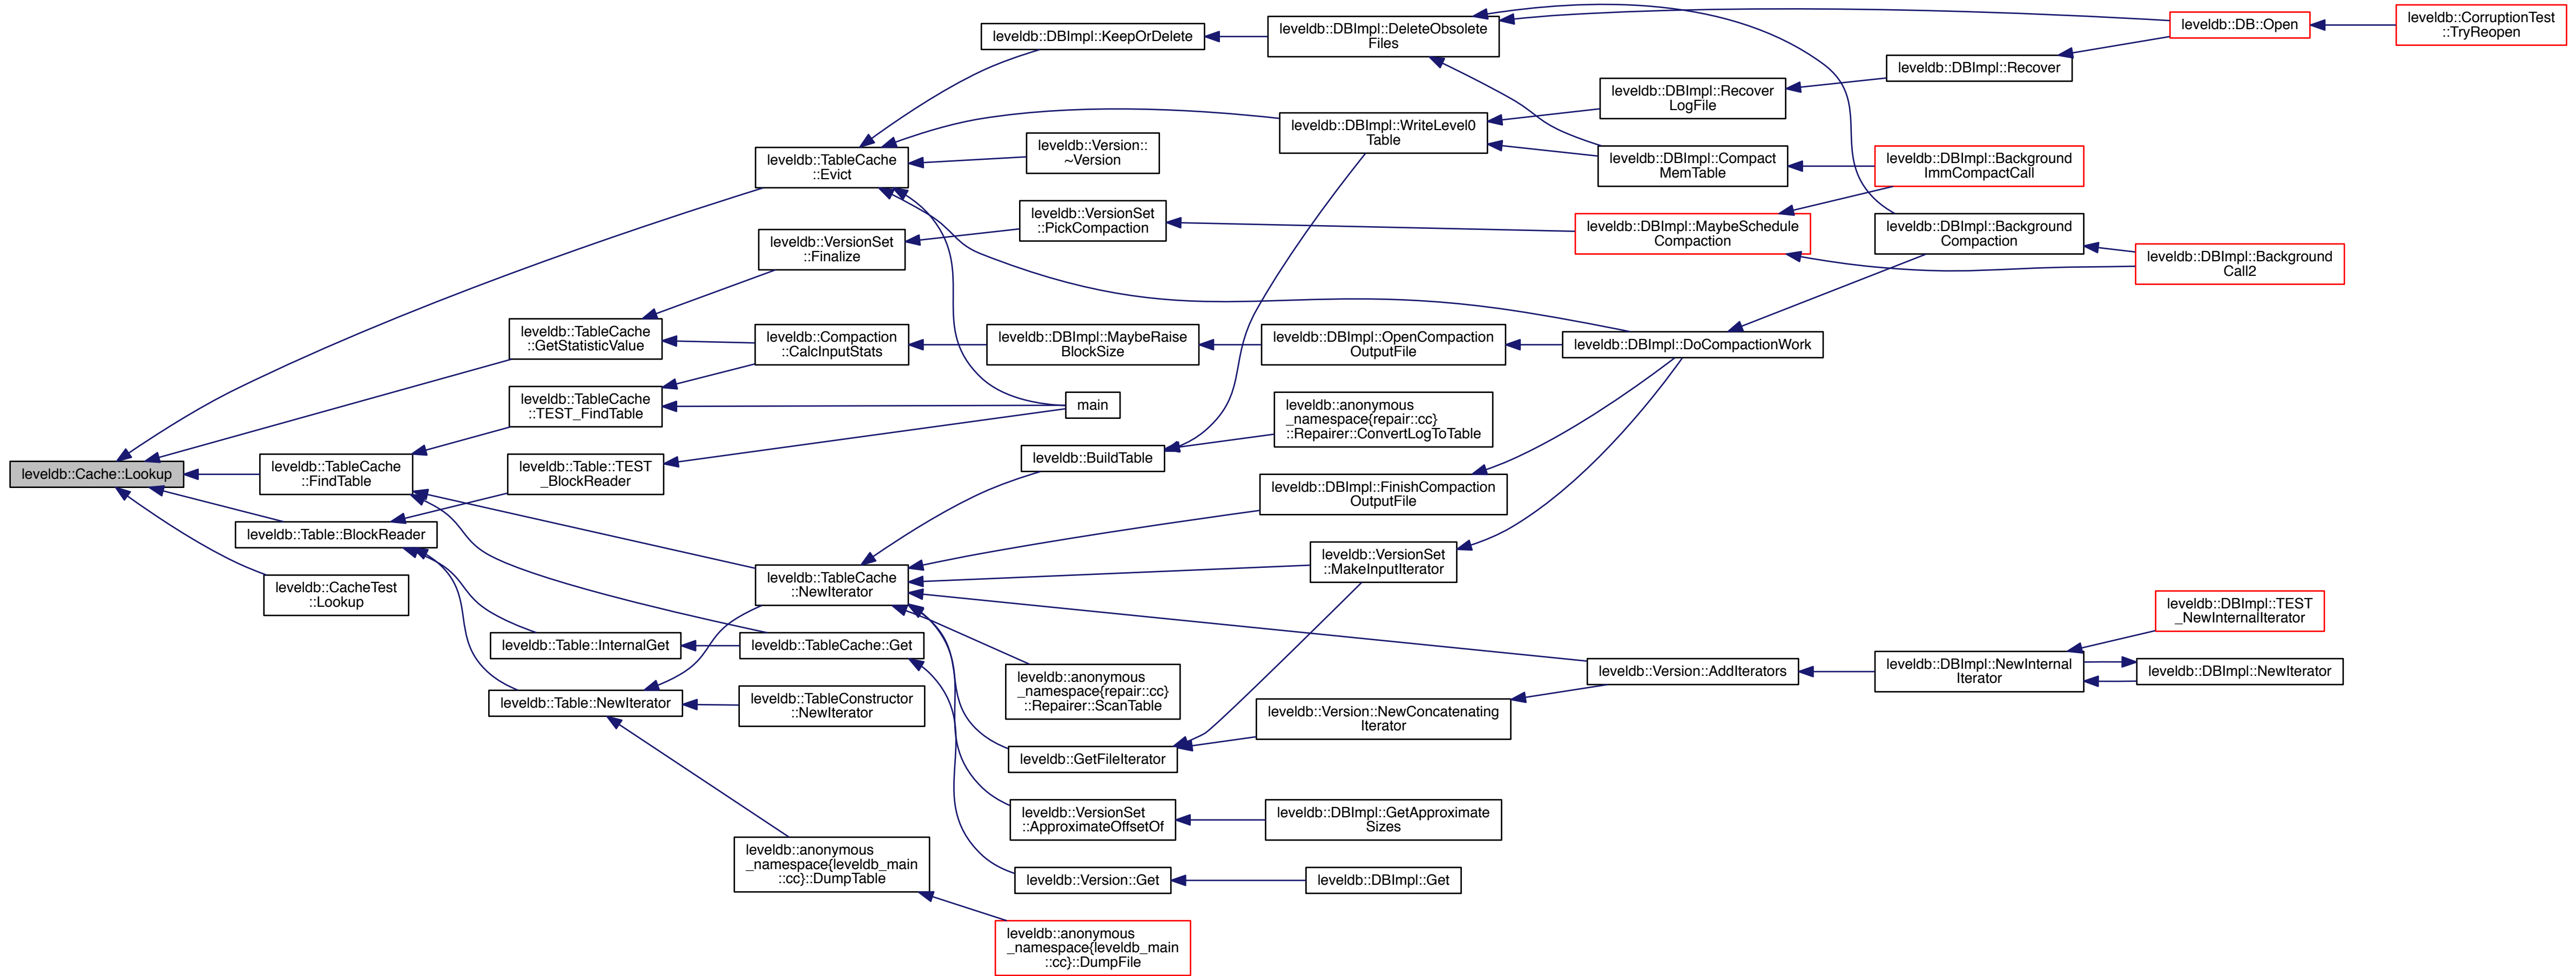 leveldb::Cache::Lookup
leveldb::TableCache
::Evict
leveldb::DBImpl::KeepOrDelete
leveldb::DBImpl::DeleteObsolete
Files
leveldb::DB::Open
leveldb::CorruptionTest
::TryReopen
leveldb::DBImpl::Recover
leveldb::DBImpl::Recover
LogFile
leveldb::DBImpl::WriteLevel0
Table
leveldb::Version::
~Version
leveldb::DBImpl::Compact
MemTable
leveldb::DBImpl::Background
ImmCompactCall
leveldb::VersionSet
::PickCompaction
leveldb::DBImpl::MaybeSchedule
Compaction
leveldb::DBImpl::Background
Compaction
leveldb::DBImpl::Background
Call2
leveldb::VersionSet
::Finalize
leveldb::TableCache
::GetStatisticValue
leveldb::Compaction
::CalcInputStats
leveldb::DBImpl::MaybeRaise
BlockSize
leveldb::DBImpl::OpenCompaction
OutputFile
leveldb::DBImpl::DoCompactionWork
leveldb::TableCache
::TEST_FindTable
main
leveldb::anonymous
_namespace{repair::cc}
::Repairer::ConvertLogToTable
leveldb::BuildTable
leveldb::TableCache
::FindTable
leveldb::Table::TEST
_BlockReader
leveldb::DBImpl::FinishCompaction
OutputFile
leveldb::Table::BlockReader
leveldb::VersionSet
::MakeInputIterator
leveldb::CacheTest
::Lookup
leveldb::TableCache
::NewIterator
leveldb::DBImpl::TEST
_NewInternalIterator
leveldb::Table::InternalGet
leveldb::TableCache::Get
leveldb::anonymous
_namespace{repair::cc}
::Repairer::ScanTable
leveldb::Version::AddIterators
leveldb::DBImpl::NewInternal
Iterator
leveldb::DBImpl::NewIterator
leveldb::Table::NewIterator
leveldb::TableConstructor
::NewIterator
leveldb::Version::NewConcatenating
Iterator
leveldb::GetFileIterator
leveldb::VersionSet
::ApproximateOffsetOf
leveldb::DBImpl::GetApproximate
Sizes
leveldb::anonymous
_namespace{leveldb_main
::cc}::DumpTable
leveldb::Version::Get
leveldb::DBImpl::Get
leveldb::anonymous
_namespace{leveldb_main
::cc}::DumpFile